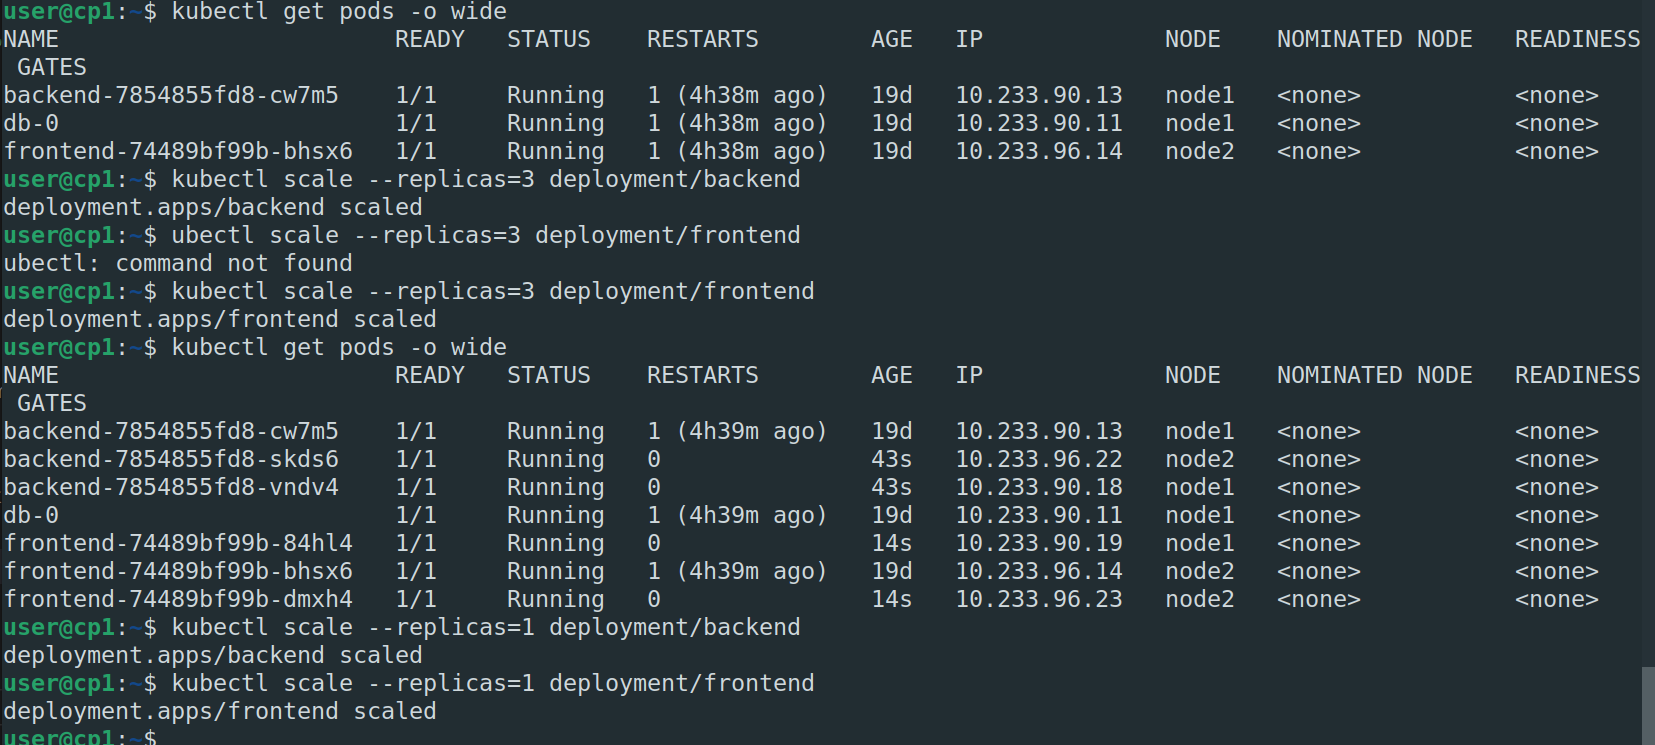 user@cp1:~$ kubectl get pods -o wide
NAME                        READY   STATUS    RESTARTS        AGE   IP             NODE    NOMINATED NODE   READINESS
 GATES
backend-7854855fd8-cw7m5    1/1     Running   1 (4h38m ago)   19d   10.233.90.13   node1   <none>           <none>
db-0                        1/1     Running   1 (4h38m ago)   19d   10.233.90.11   node1   <none>           <none>
frontend-74489bf99b-bhsx6   1/1     Running   1 (4h38m ago)   19d   10.233.96.14   node2   <none>           <none>
user@cp1:~$ kubectl scale --replicas=3 deployment/backend
deployment.apps/backend scaled
user@cp1:~$ ubectl scale --replicas=3 deployment/frontend
ubectl: command not found
user@cp1:~$ kubectl scale --replicas=3 deployment/frontend
deployment.apps/frontend scaled
user@cp1:~$ kubectl get pods -o wide
NAME                        READY   STATUS    RESTARTS        AGE   IP             NODE    NOMINATED NODE   READINESS
 GATES
backend-7854855fd8-cw7m5    1/1     Running   1 (4h39m ago)   19d   10.233.90.13   node1   <none>           <none>
backend-7854855fd8-skds6    1/1     Running   0               43s   10.233.96.22   node2   <none>           <none>
backend-7854855fd8-vndv4    1/1     Running   0               43s   10.233.90.18   node1   <none>           <none>
db-0                        1/1     Running   1 (4h39m ago)   19d   10.233.90.11   node1   <none>           <none>
frontend-74489bf99b-84hl4   1/1     Running   0               14s   10.233.90.19   node1   <none>           <none>
frontend-74489bf99b-bhsx6   1/1     Running   1 (4h39m ago)   19d   10.233.96.14   node2   <none>           <none>
frontend-74489bf99b-dmxh4   1/1     Running   0               14s   10.233.96.23   node2   <none>           <none>
user@cp1:~$ kubectl scale --replicas=1 deployment/backend
deployment.apps/backend scaled
user@cp1:~$ kubectl scale --replicas=1 deployment/frontend
deployment.apps/frontend scaled
user@cp1:~$